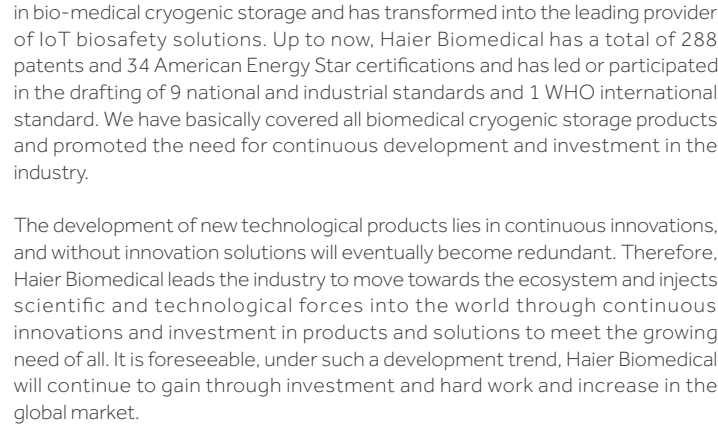 in bio-medical cryogenic storage and has transformed into the leading provider
of IoT biosafety solutions. Up to now, Haier Biomedical has a total of 288
patents and 34 American Energy Star certifications and has led or participated
in the drafting of 9 national and industrial standards and 1 WHO international
standard. We have basically covered all biomedical cryogenic storage products
and promoted the need for continuous development and investment in the
industry.
The development of new technological products lies in continuous innovations,
and without innovation solutions will eventually become redundant. Therefore,
Haier Biomedical leads the industry to move towards the ecosystem and injects
scientific and technological forces into the world through continuous
innovations and investment in products and solutions to meet the growing
need of all. It is foreseeable, under such a development trend, Haier Biomedical
will continue to gain through investment and hard work and increase in the
global market.